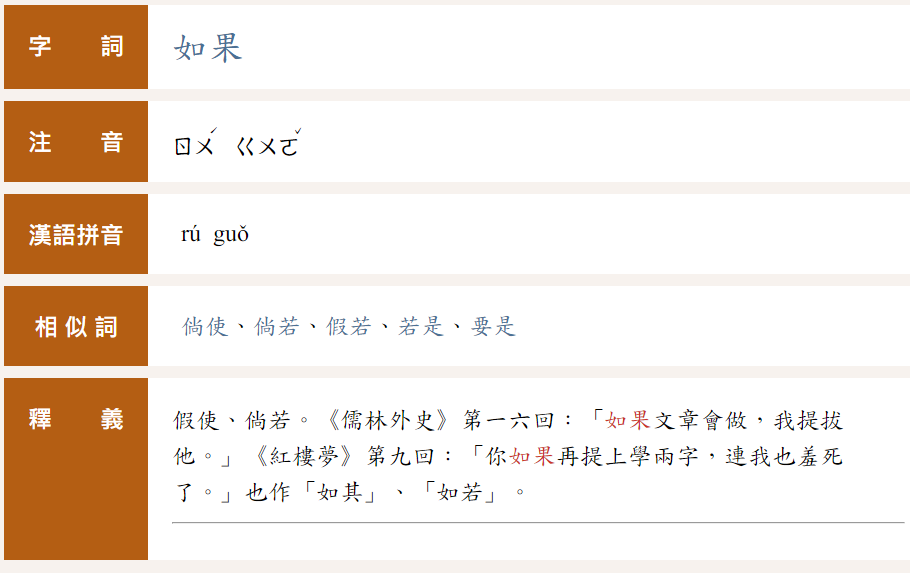 字 詞 如果
注 音 ㄖㄨˊ ㄍㄨㄛˇ
漢語拼音 rú guǒ
相似詞 倘使、倘若、假若、若是、要是
釋 義 假使、倘若。《儒林外史》第一六回：「如果文章會做，我提拔
他。」《紅樓夢》第九回：「你如果再提上學兩字，連我也羞死
了。」也作「如其」、「如若」。